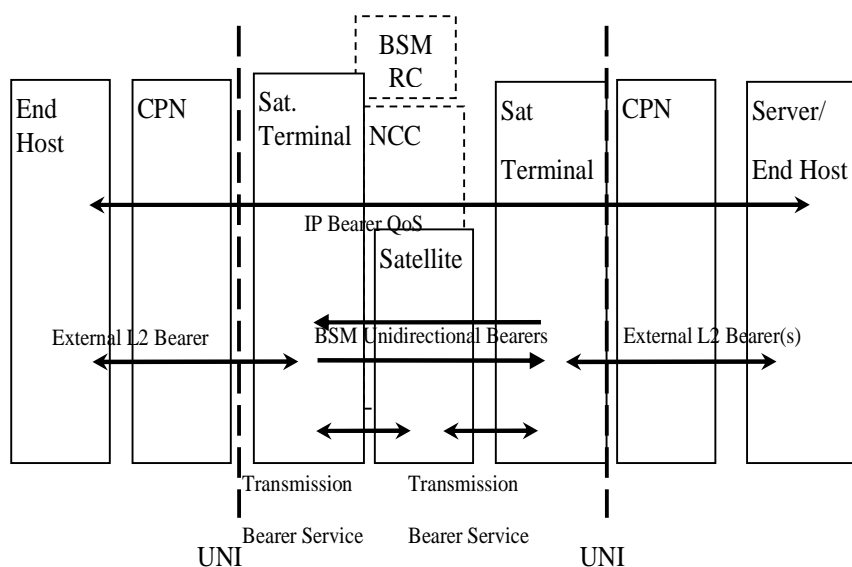 BSM
RC
End
Host
CPN
Sat.
Terminal
NCC
Sat
Terminal
CPN
Server/
End Host
IP Bearer QoS
Satellite
External L2 Bearer
BSM Unidirectional Bearers
External L2 Bearer(s)
Transmission
Bearer Service
Transmission
Bearer Service
UNI
UNI